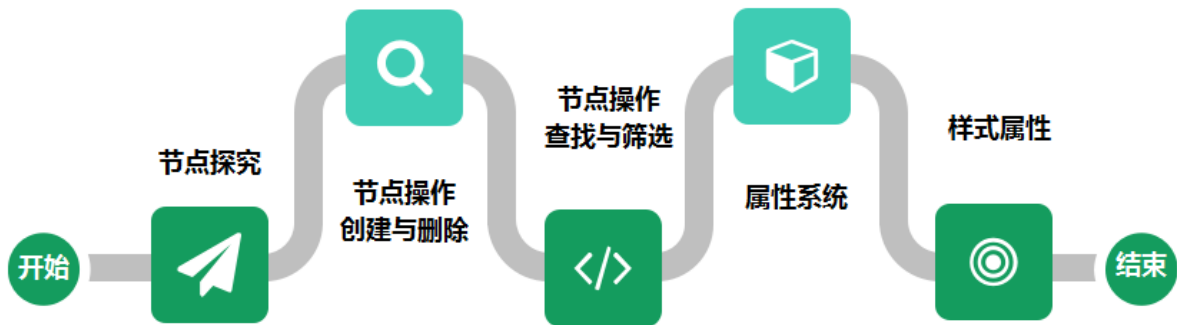 开始
节点探究
节点操作
创建与删除
节点操作
查找与筛选
属性系统
样式属性
结束